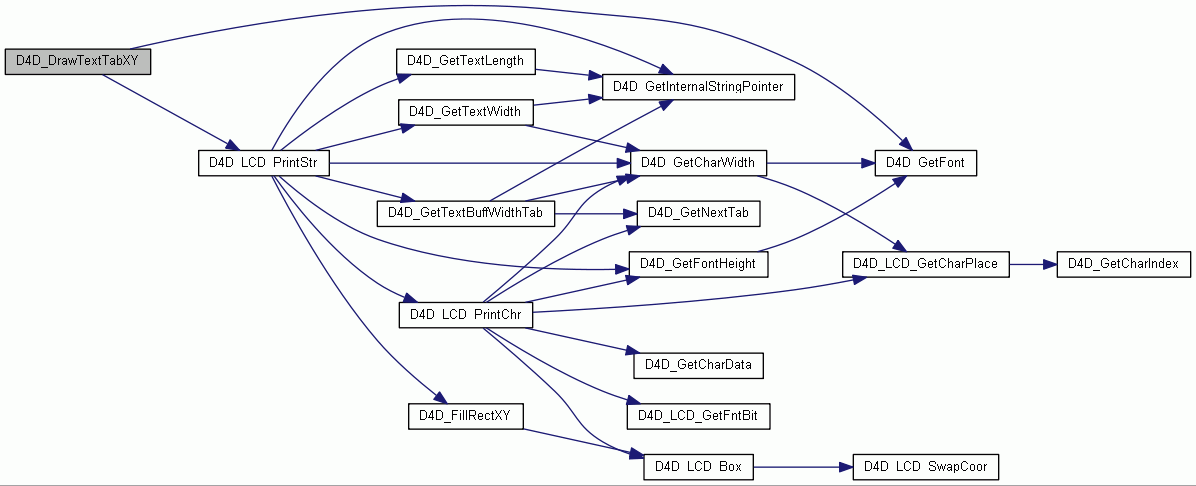 D4D_DrawTextTabXY
D4D_GetTextLength
D4D_GetInternalStringPointer
D4D_GetTextWidth
D4D_LCD_PrintStr
D4D_GetCharWidth
D4D_GetFont
D4D_GetTextBuffWidthTab
D4D_GetNextTab
D4D_GetFontHeight
D4D_LCD_GetCharPlace
D4D_GetCharIndex
D4D_LCD_PrintChr
D4D_GetCharData
D4D_FillRectXY
D4D_LCD_GetFntBit
D4D_LCD_Box
D4D_LCD_SwapCoor